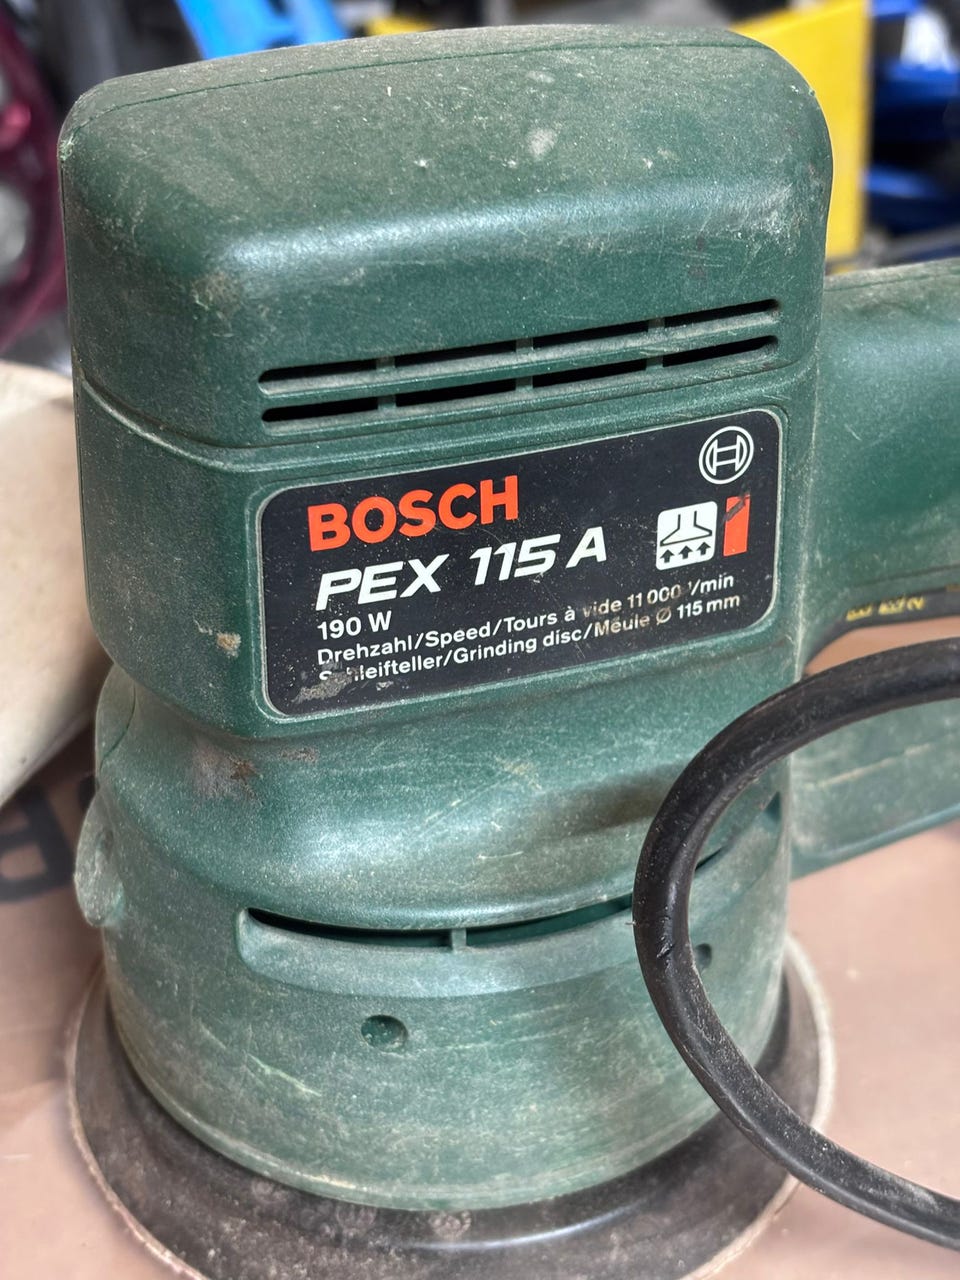 BOSCH
PEX 115 A
190 W
Drehzahl/Speed/Tours à vide 11 000 1/min
Schleifteller/Grinding disc/Meule Ø 115 mm